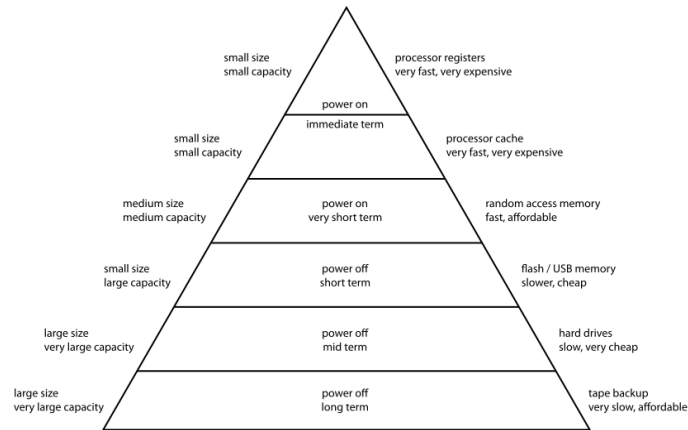 small size
small capacity
processor registers
very fast, very expensive
power on
immediate term
small size
small capacity
processor cache
very fast, very expensive
medium size
medium capacity
power on
very short term
random access memory
fast, affordable
small size
large capacity
power off
short term
flash / USB memory
slower, cheap
large size
very large capacity
power off
mid term
hard drives
slow, very cheap
large size
very large capacity
power off
long term
tape backup
very slow, affordable